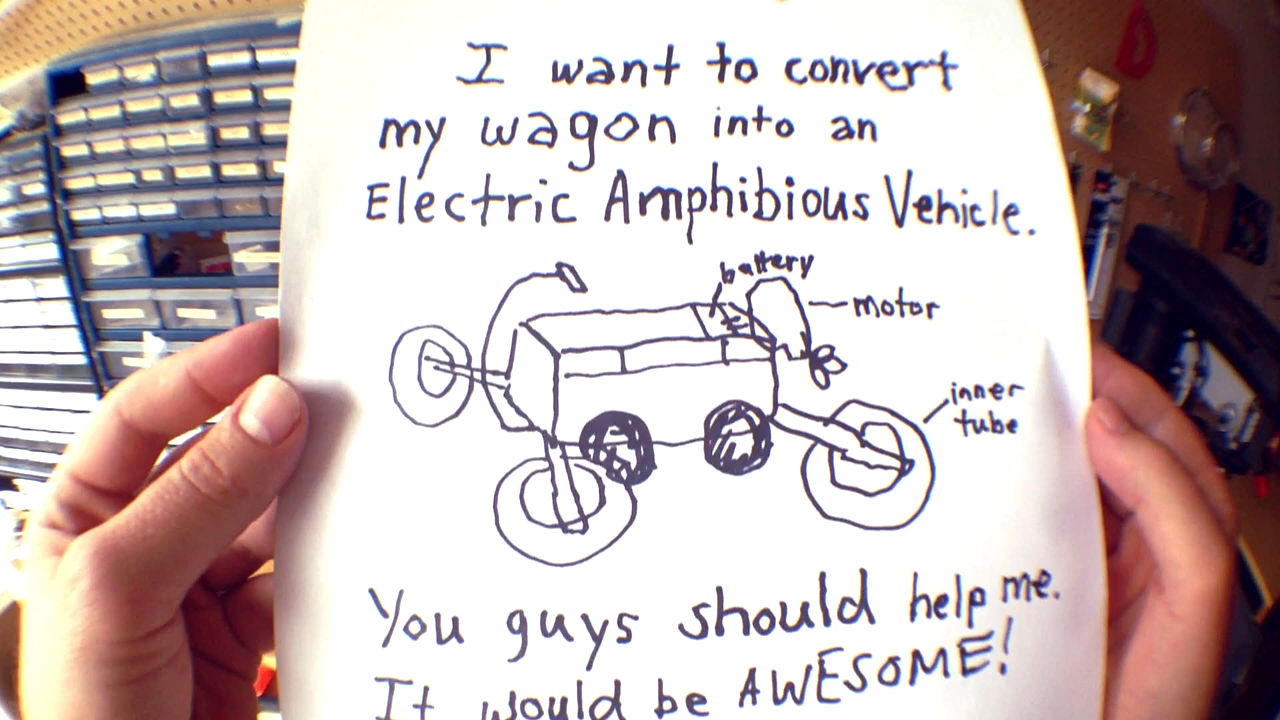 I want to convert
my wagon into an
Electric Amphibious Vehicle.
battery
motor
inner
tube
You guys should help me.
It would be AWESOME!